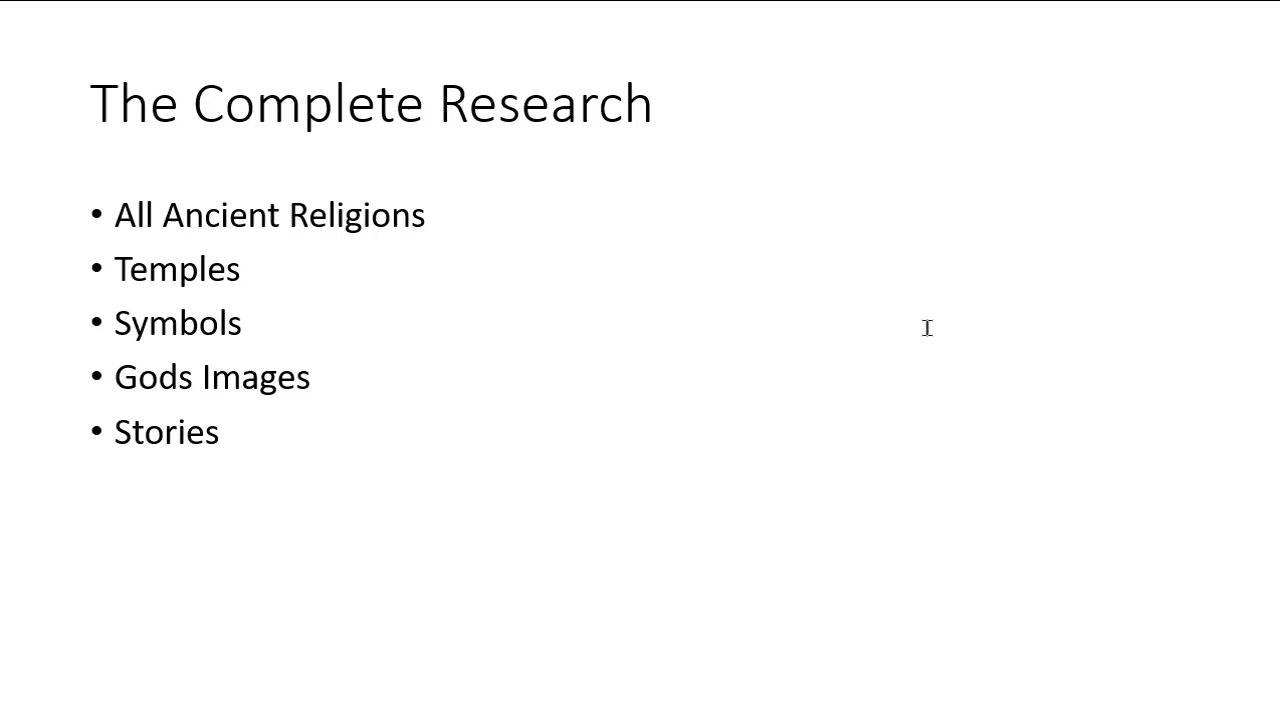 The Complete Research
• All Ancient Religions
• Temples
• Symbols
• Gods Images
• Stories